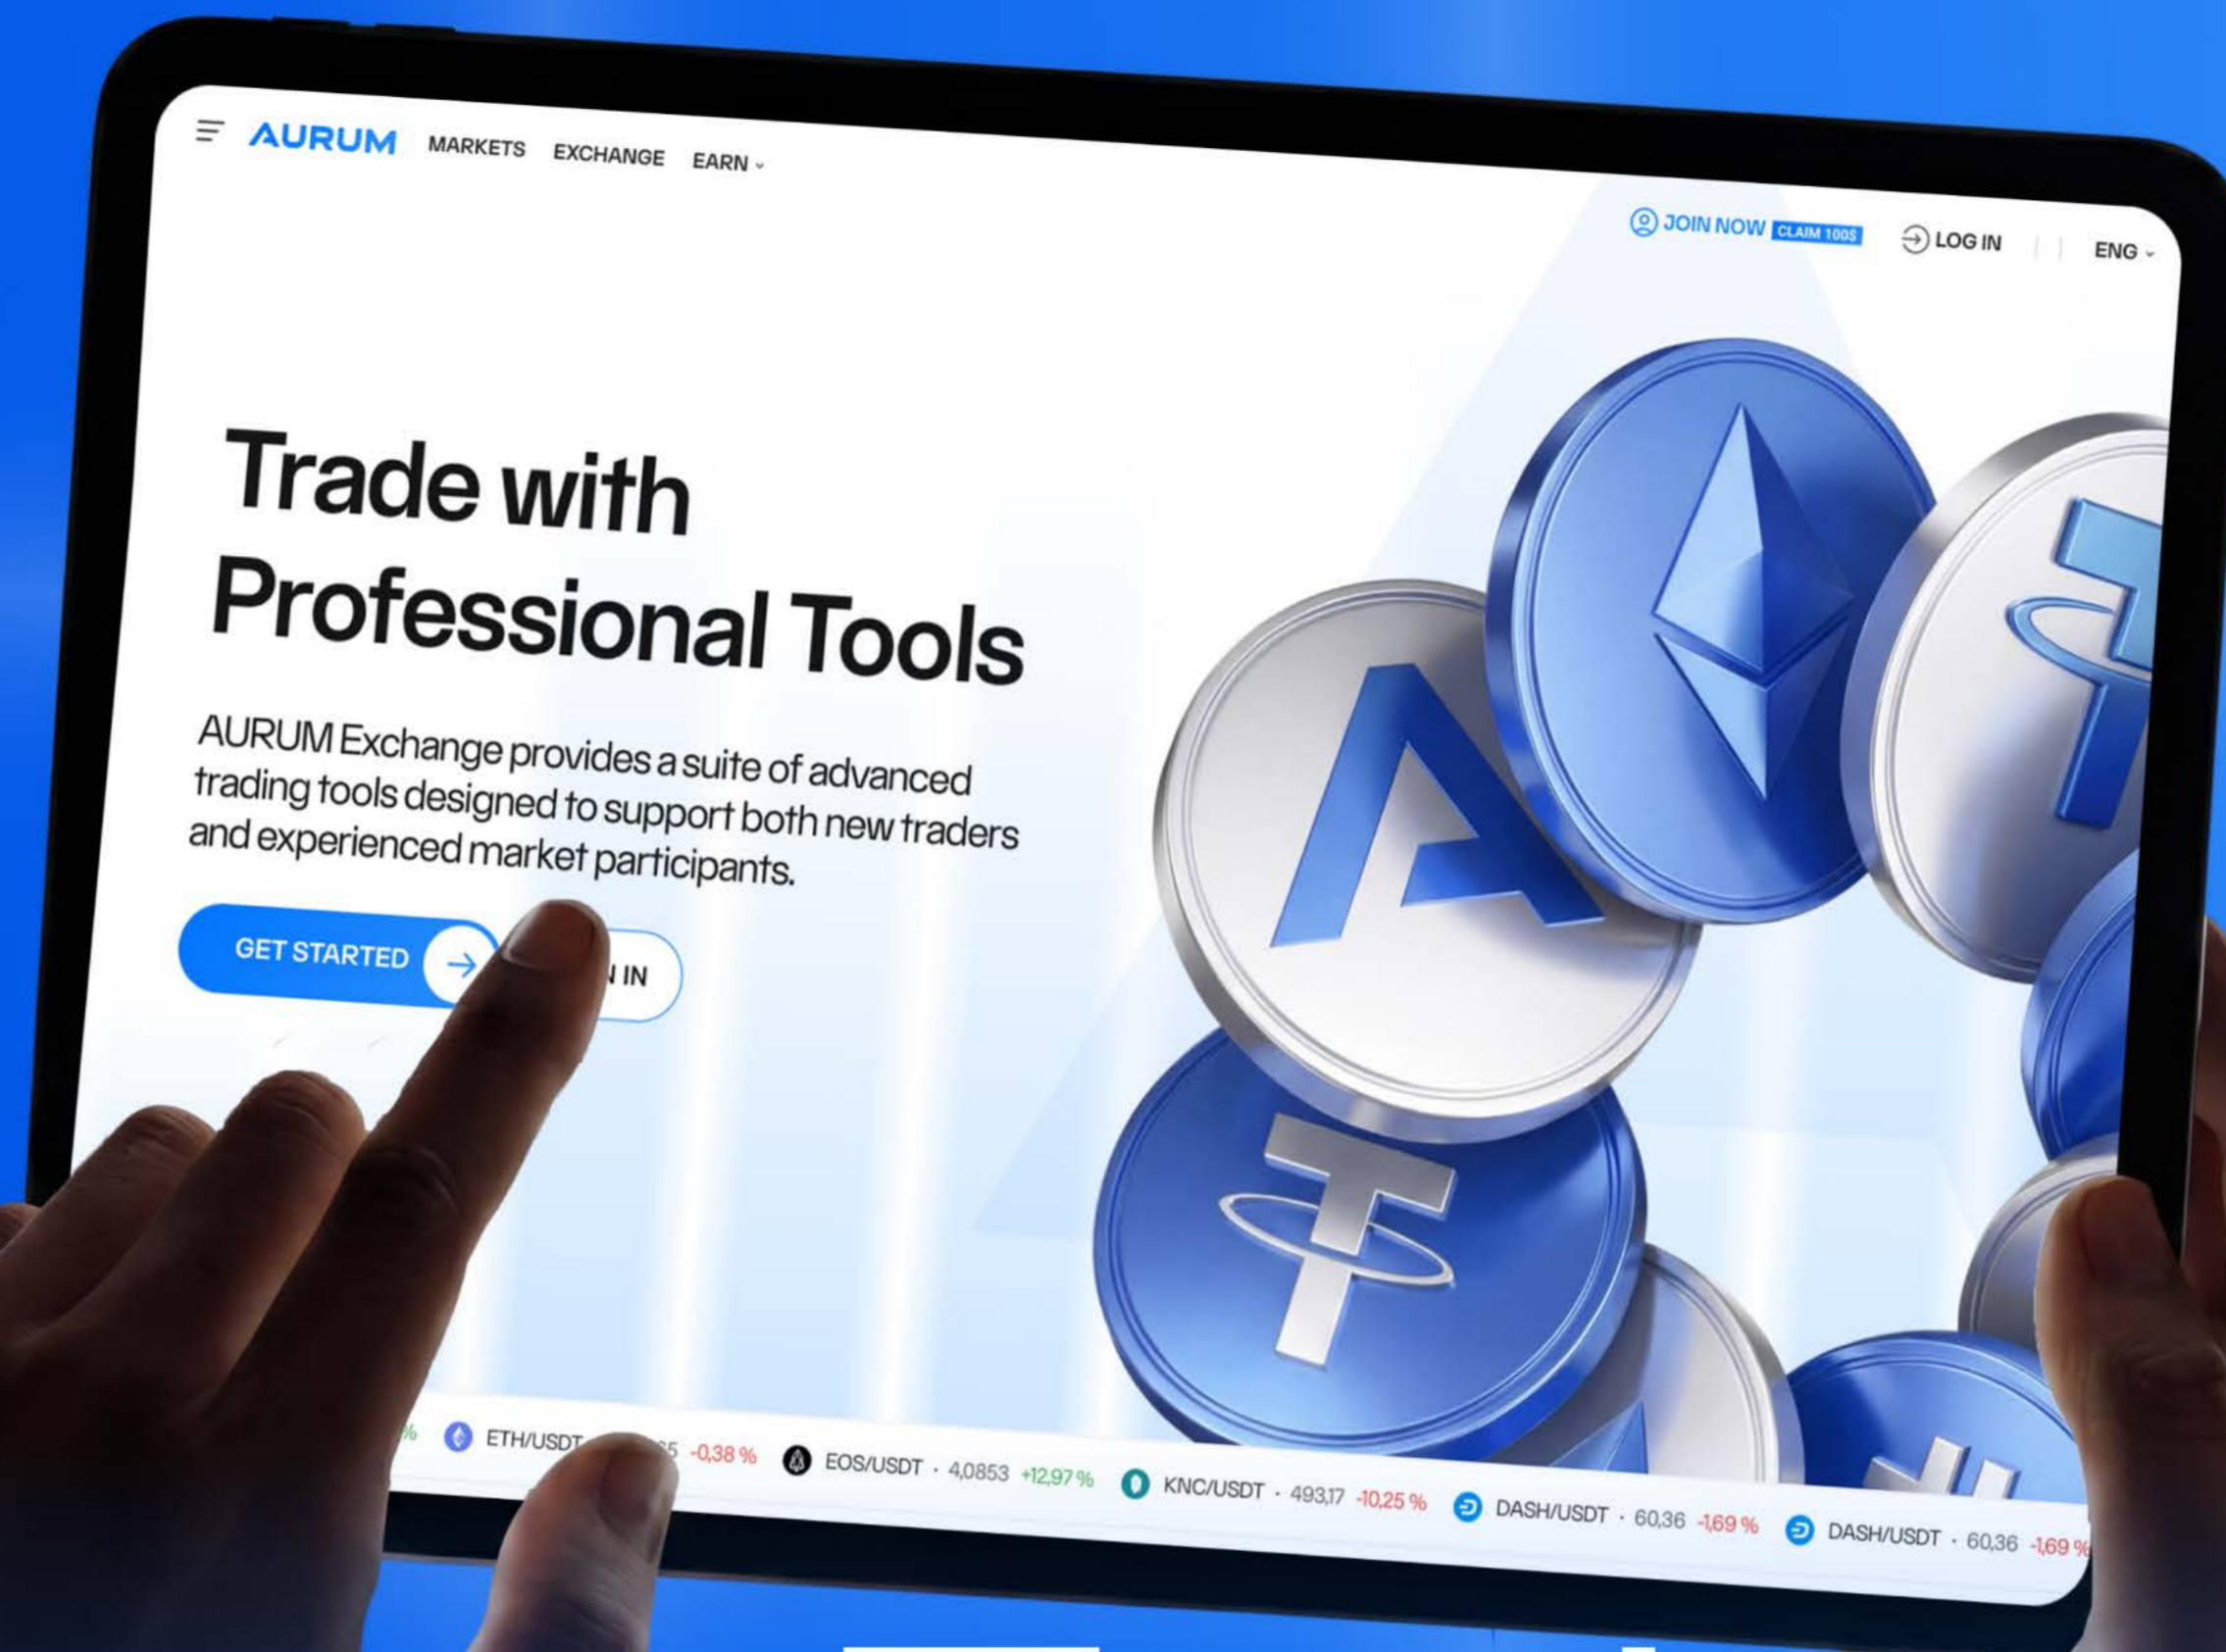 AURUM MARKETS EXCHANGE EARN
JOIN NOW CLAIM 100$ LOG IN ENG
Trade with
Professional Tools
AURUM Exchange provides a suite of advanced
trading tools designed to support both new traders
and experienced market participants.
GET STARTED IN
% ETH/USDT -0,38 % EOS/USDT · 4,0853 +12,97 % KNC/USDT · 493,17 -10,25 % DASH/USDT · 60,36 -1,69 % DASH/USDT · 60,36 -1,69 %